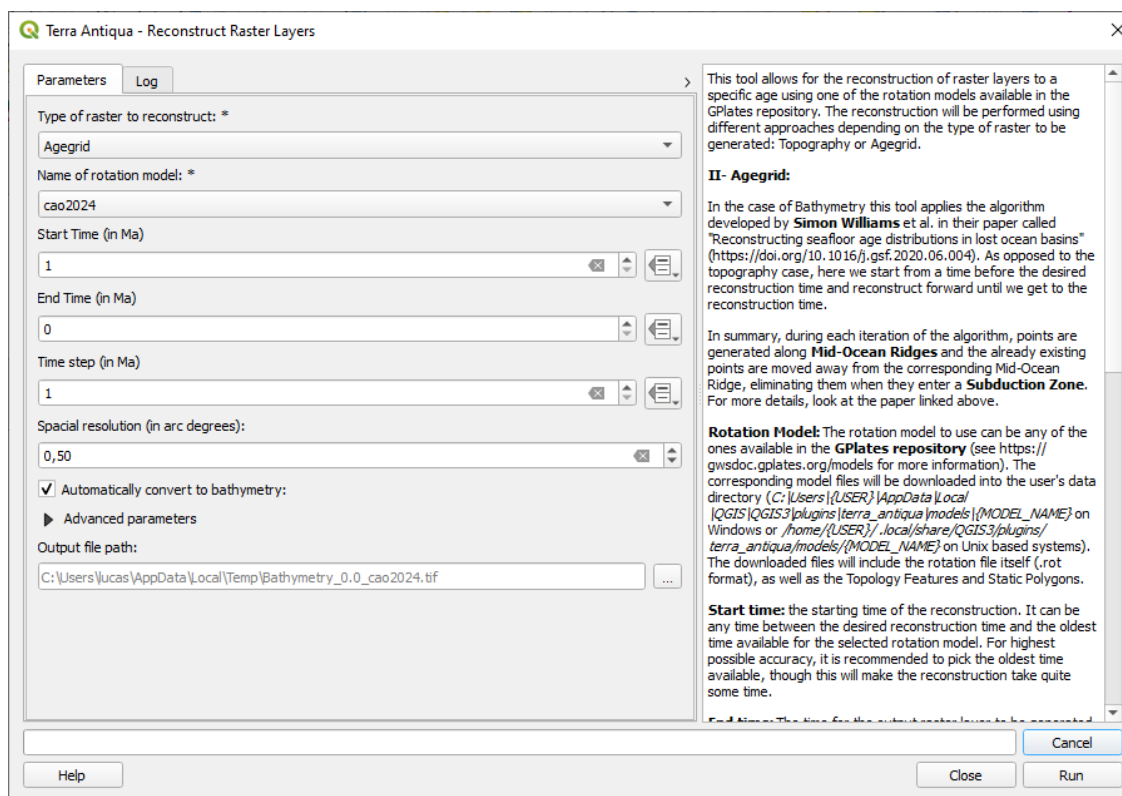 Terra Antiqua - Reconstruct Raster Layers
Parameters
Log
Type of raster to reconstruct: *
Agegrid
Name of rotation model: *
cao2024
Start Time (in Ma)
1
End Time (in Ma)
0
Time step (in Ma)
1
Spacial resolution (in arc degrees):
0,50
Automatically convert to bathymetry:
Advanced parameters
Output file path:
C:\Users\lucas\AppData\Local\Temp\Bathymetry_0.0_cao2024.tif
...
This tool allows for the reconstruction of raster layers to a
specific age using one of the rotation models available in the
GPlates repository. The reconstruction will be performed using
different approaches depending on the type of raster to be
generated: Topography or Agegrid.
II- Agegrid:
In the case of Bathymetry this tool applies the algorithm
developed by Simon Williams et al. in their paper called
"Reconstructing seafloor age distributions in lost ocean basins"
(https://doi.org/10.1016/j.gsf.2020.06.004). As opposed to the
topography case, here we start from a time before the desired
reconstruction time and reconstruct forward until we get to the
reconstruction time.
In summary, during each iteration of the algorithm, points are
generated along Mid-Ocean Ridges and the already existing
points are moved away from the corresponding Mid-Ocean
Ridge, eliminating them when they enter a Subduction Zone.
For more details, look at the paper linked above.
Rotation Model: The rotation model to use can be any of the
ones available in the GPlates repository (see https://
gwsdoc.gplates.org/models for more information). The
corresponding model files will be downloaded into the user's data
directory (C:\Users\{USER}\AppData\Local
\QGIS\QGIS3\plugins\terra_antiqua\models\{MODEL_NAME} on
Windows or /home/{USER}/ .local/share/QGIS3/plugins/
terra_antiqua/models/{MODEL_NAME} on Unix based systems).
The downloaded files will include the rotation file itself (.rot
format), as well as the Topology Features and Static Polygons.
Start time: the starting time of the reconstruction. It can be
any time between the desired reconstruction time and the oldest
time available for the selected rotation model. For highest
possible accuracy, it is recommended to pick the oldest time
available, though this will make the reconstruction take quite
some time.
End time: The time for the output raster layer to be generated
Cancel
Help
Close
Run